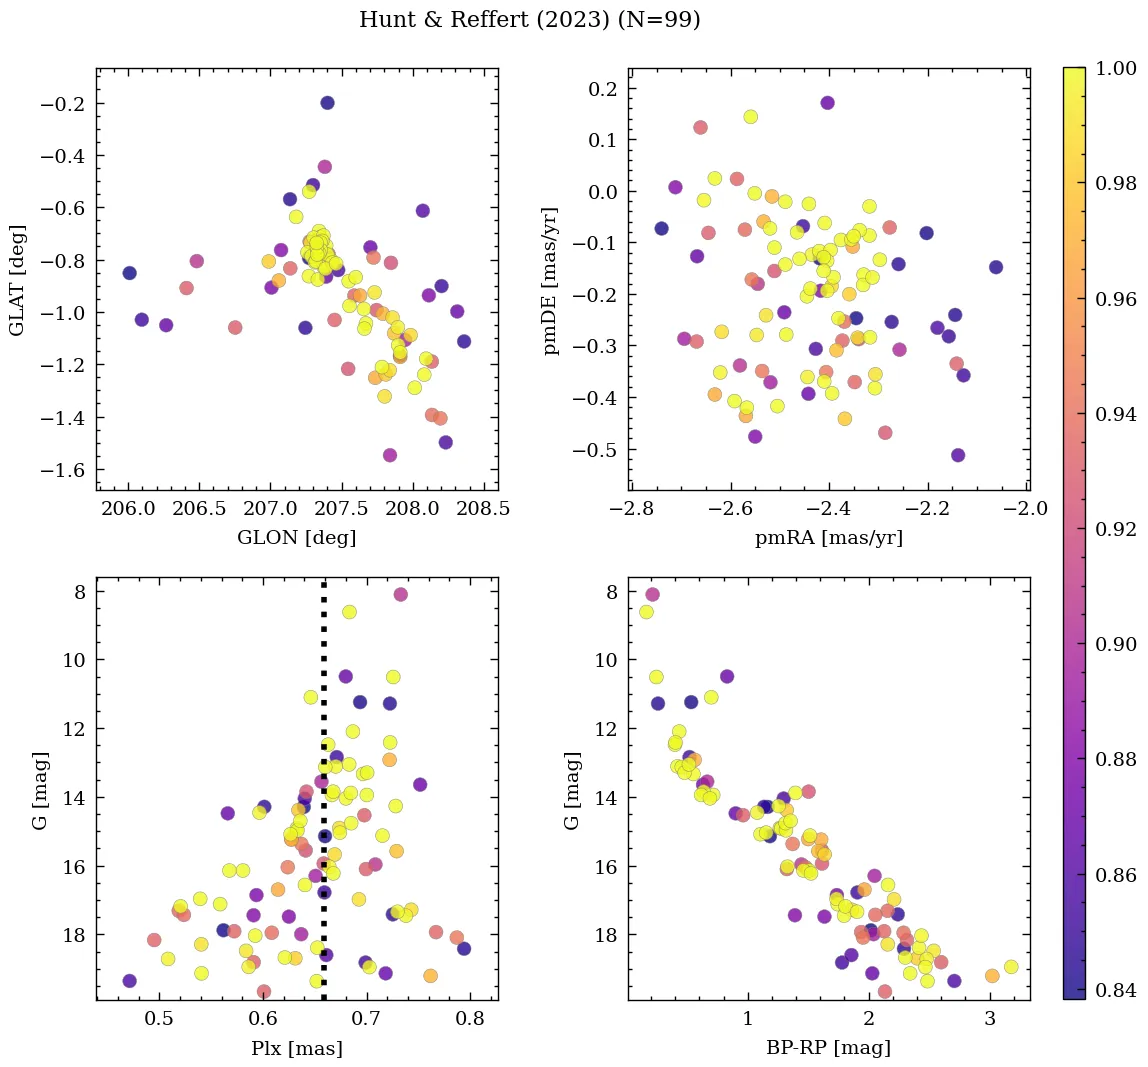 Hunt & Reffert (2023) (N=99)
−0.2
−0.4
−0.6
−0.8
−1.0
−1.2
−1.4
−1.6
GLAT [deg]
206.0 206.5 207.0 207.5 208.0 208.5
GLON [deg]
0.2
0.1
0.0
−0.1
−0.2
−0.3
−0.4
−0.5
pmDE [mas/yr]
−2.8 −2.6 −2.4 −2.2 −2.0
pmRA [mas/yr]
8
10
12
14
16
18
G [mag]
0.5 0.6 0.7 0.8
Plx [mas]
8
10
12
14
16
18
G [mag]
1 2 3
BP-RP [mag]
1.00
0.98
0.96
0.94
0.92
0.90
0.88
0.86
0.84